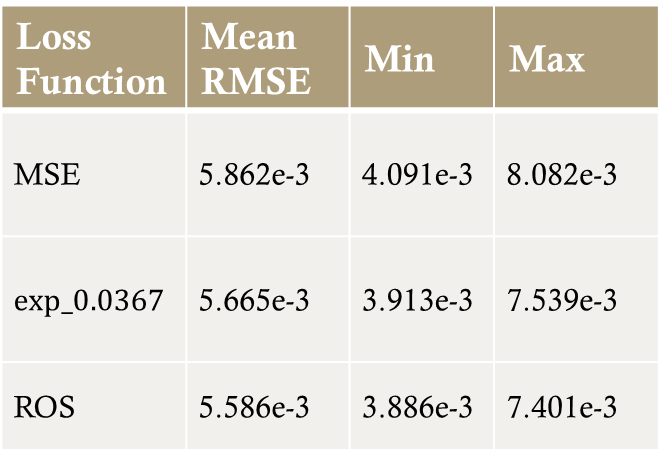 Loss Function Mean RMSE Min Max
MSE 5.862e-3 4.091e-3 8.082e-3
exp_0.0367 5.665e-3 3.913e-3 7.539e-3
ROS 5.586e-3 3.886e-3 7.401e-3